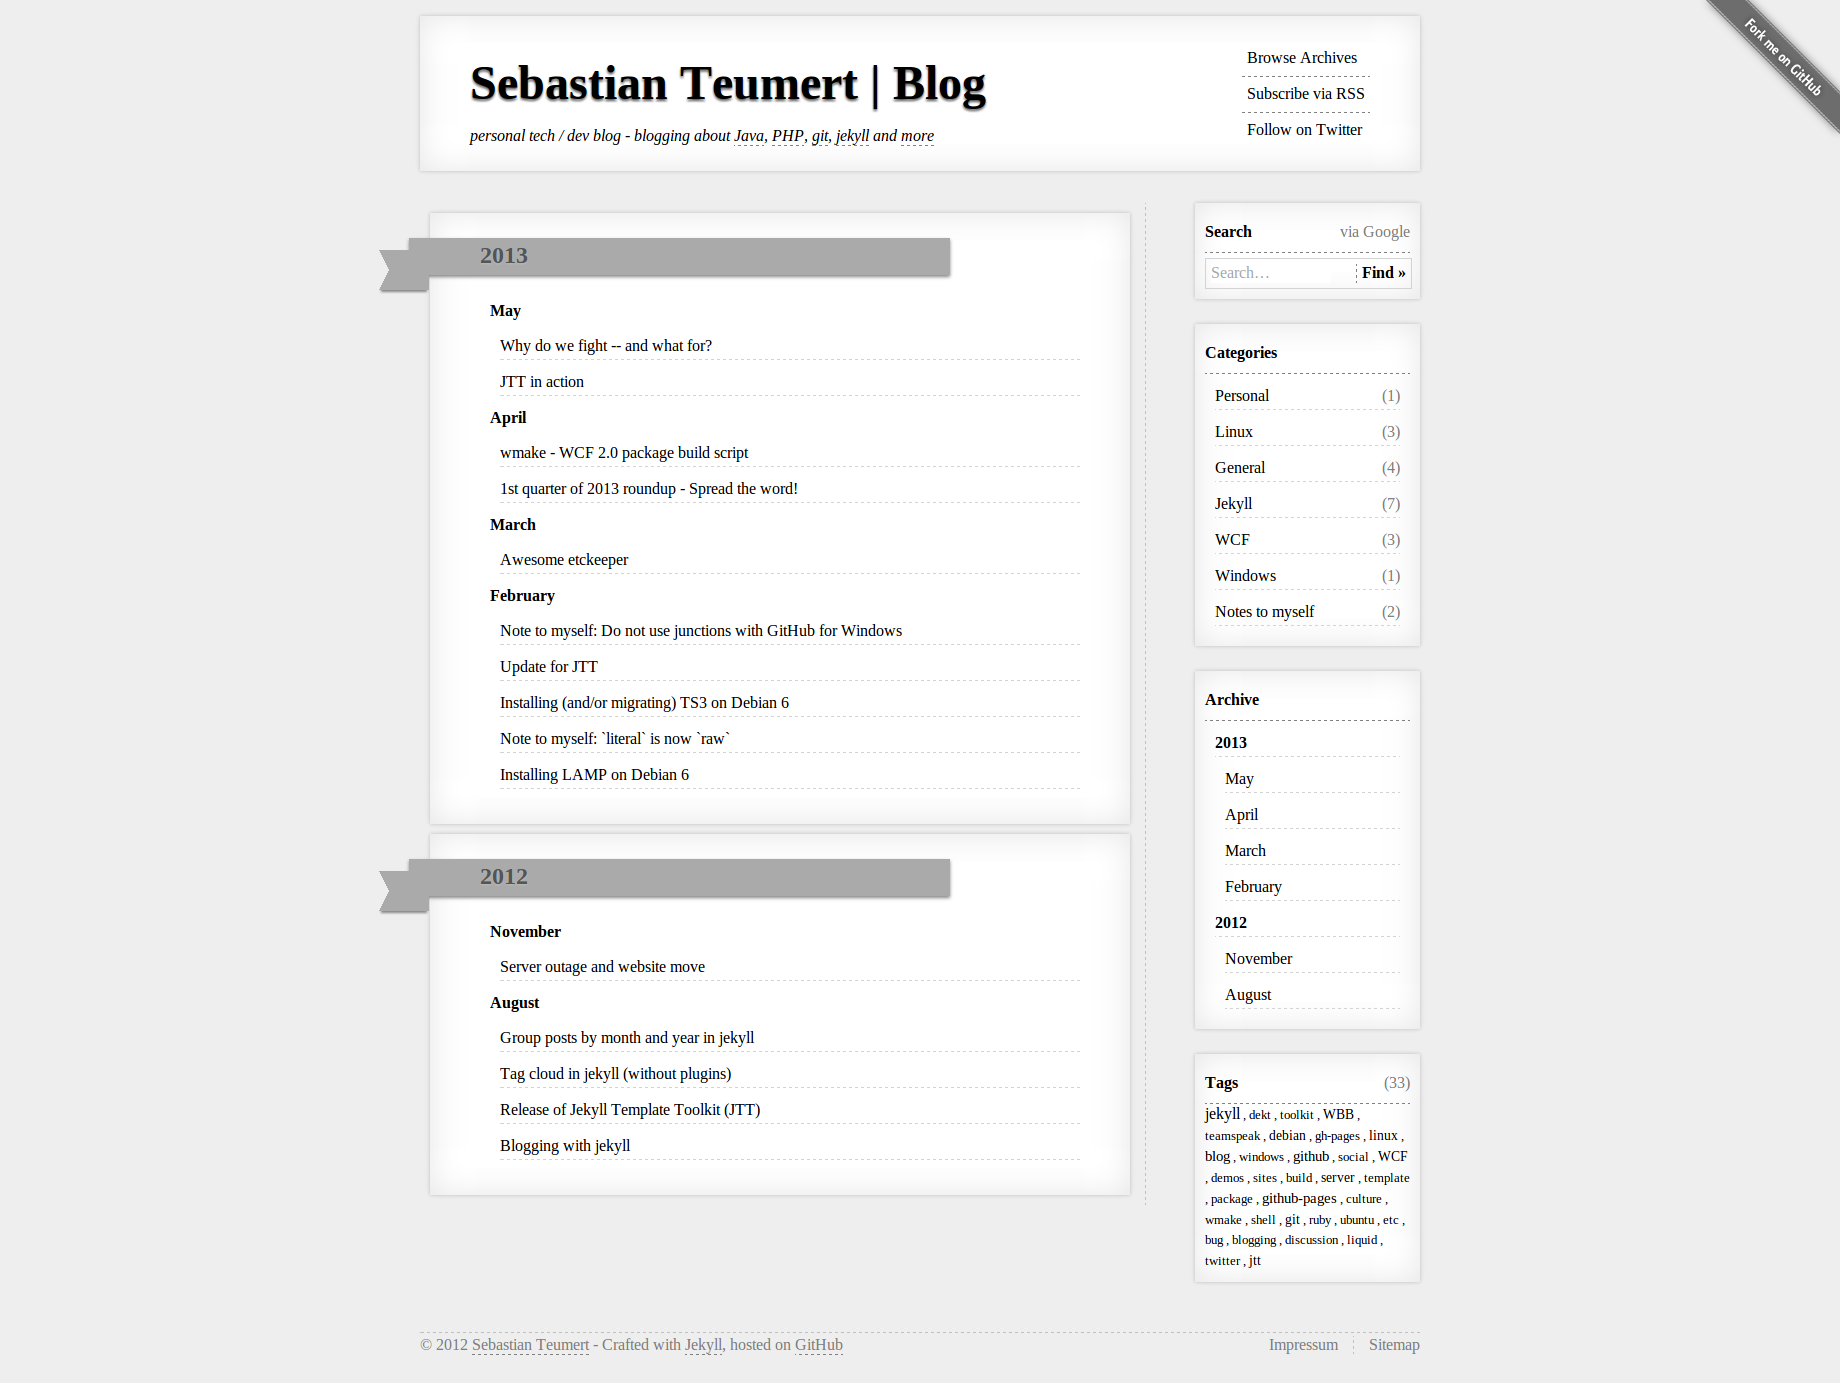 Sebastian Teumert | Blog
personal tech / dev blog - blogging about Java, PHP, git, jekyll and more
Browse Archives
Subscribe via RSS
Follow on Twitter
Fork me on GitHub
2013
May
Why do we fight -- and what for?
JTT in action
April
wmake - WCF 2.0 package build script
1st quarter of 2013 roundup - Spread the word!
March
Awesome etckeeper
February
Note to myself: Do not use junctions with GitHub for Windows
Update for JTT
Installing (and/or migrating) TS3 on Debian 6
Note to myself: `literal` is now `raw`
Installing LAMP on Debian 6
2012
November
Server outage and website move
August
Group posts by month and year in jekyll
Tag cloud in jekyll (without plugins)
Release of Jekyll Template Toolkit (JTT)
Blogging with jekyll
Search via Google
Search… Find »
Categories
Personal (1)
Linux (3)
General (4)
Jekyll (7)
WCF (3)
Windows (1)
Notes to myself (2)
Archive
2013
May
April
March
February
2012
November
August
Tags (33)
jekyll , dekt , toolkit , WBB ,
teamspeak , debian , gh-pages , linux ,
blog , windows , github , social , WCF
, demos , sites , build , server , template
, package , github-pages , culture ,
wmake , shell , git , ruby , ubuntu , etc ,
bug , blogging , discussion , liquid ,
twitter , jtt
© 2012 Sebastian Teumert - Crafted with Jekyll, hosted on GitHub
Impressum Sitemap